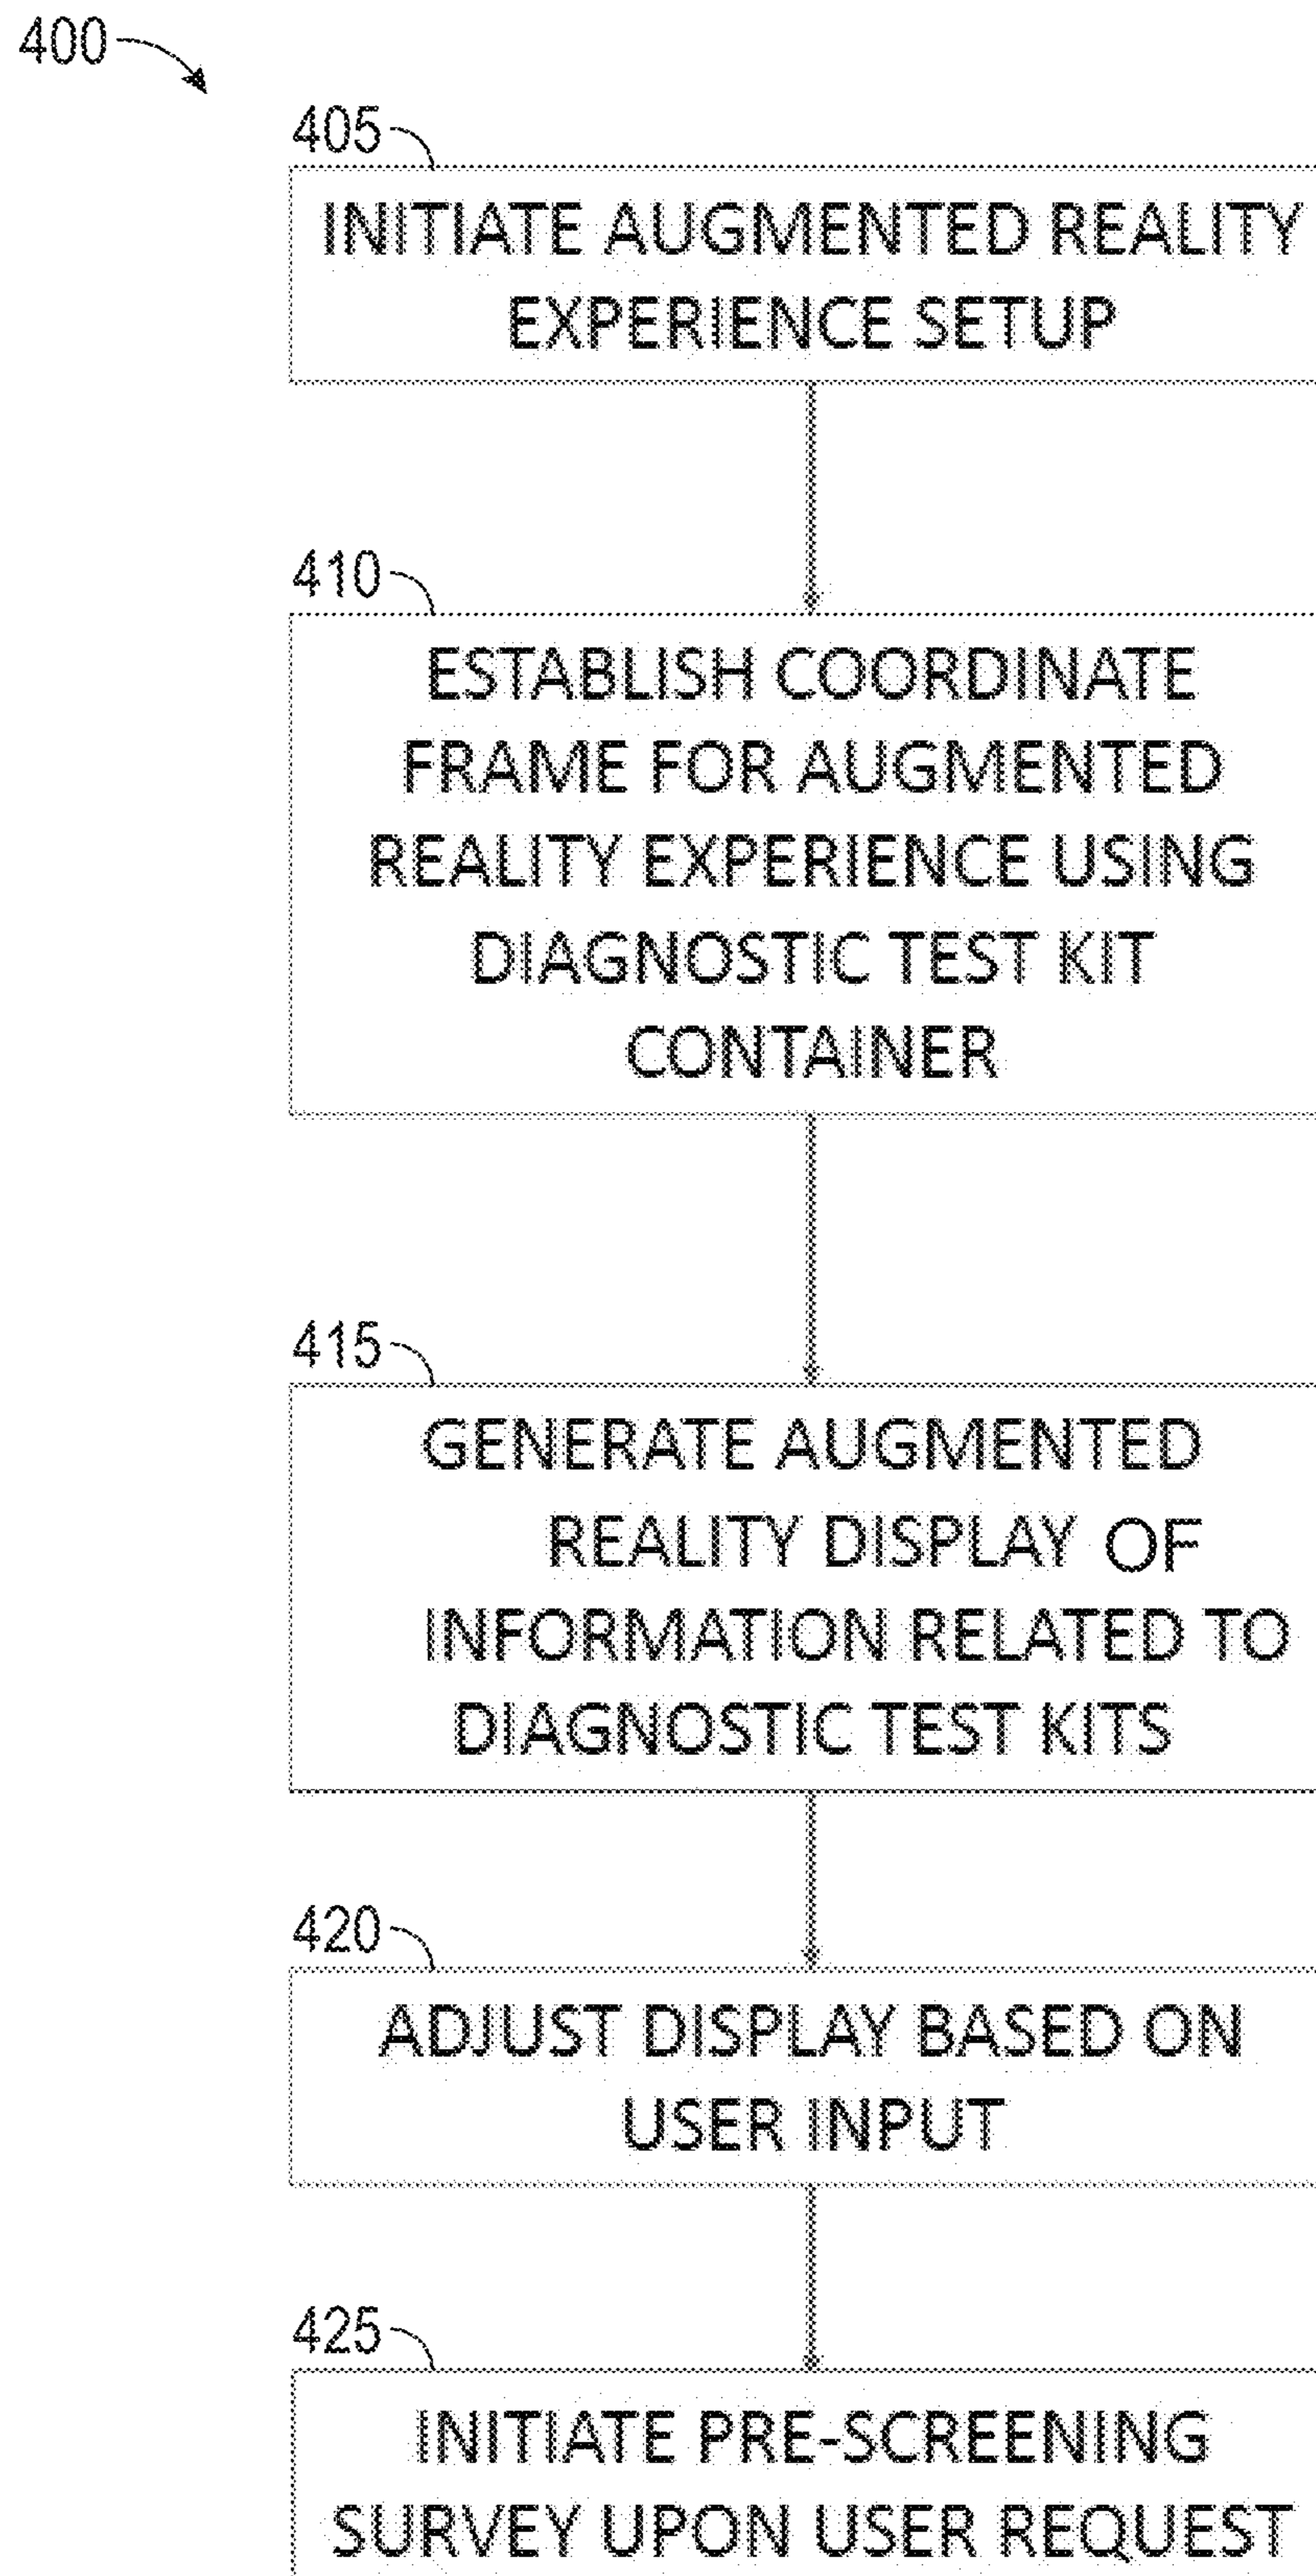 400
405
INITIATE AUGMENTED REALITY
EXPERIENCE SETUP
410
ESTABLISH COORDINATE
FRAME FOR AUGMENTED
REALITY EXPERIENCE USING
DIAGNOSTIC TEST KIT
CONTAINER
415
GENERATE AUGMENTED
REALITY DISPLAY OF
INFORMATION RELATED TO
DIAGNOSTIC TEST KITS
420
ADJUST DISPLAY BASED ON
USER INPUT
425
INITIATE PRE-SCREENING
SURVEY UPON USER REQUEST